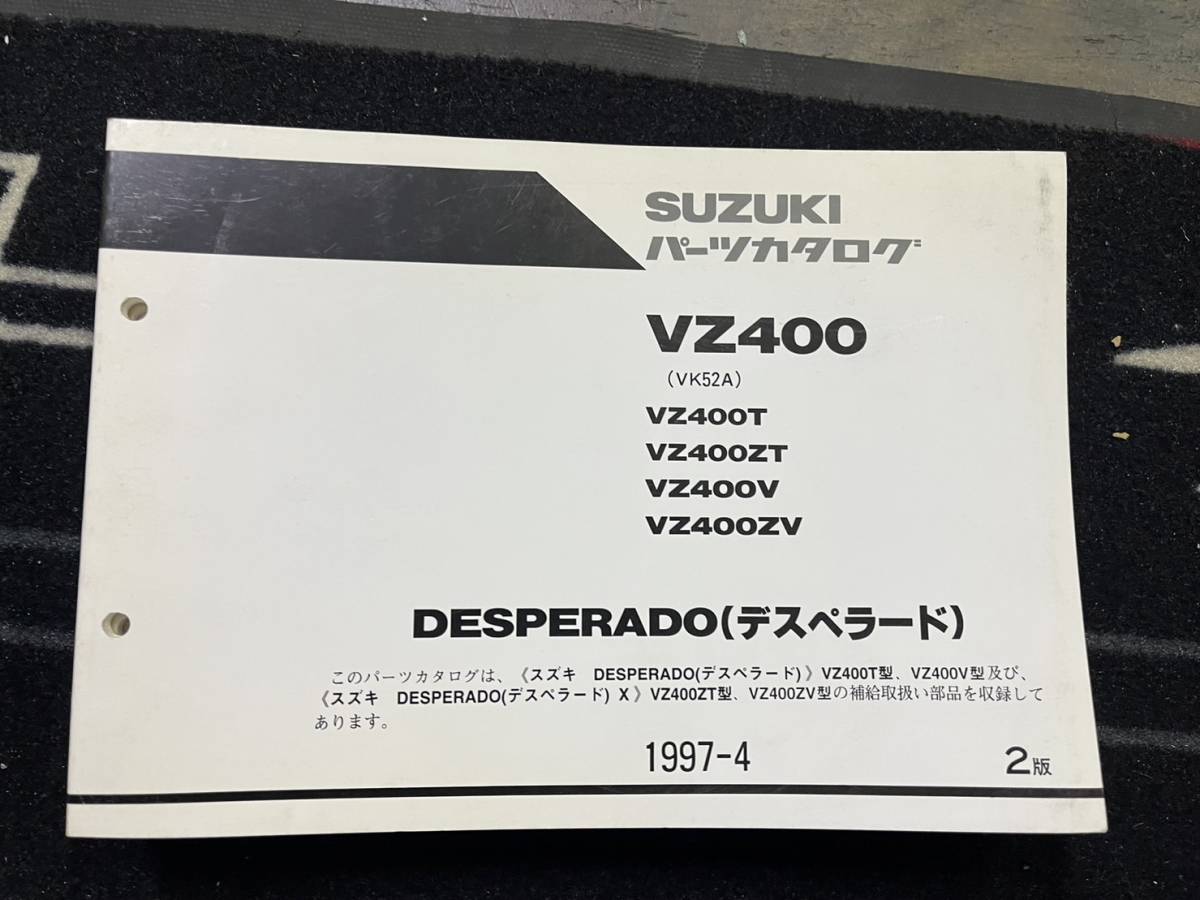 SUZUKI
パーツカタログ
VZ400
(VK52A)
VZ400T
VZ400ZT
VZ400V
VZ400ZV
DESPERADO(デスペラード)
このパーツカタログは、《スズキ DESPERADO(デスペラード)》VZ400T型、VZ400V型及び、
《スズキ DESPERADO(デスペラード) X》VZ400ZT型、VZ400ZV型の補給取扱い部品を収録して
あります。
1997-4
2版